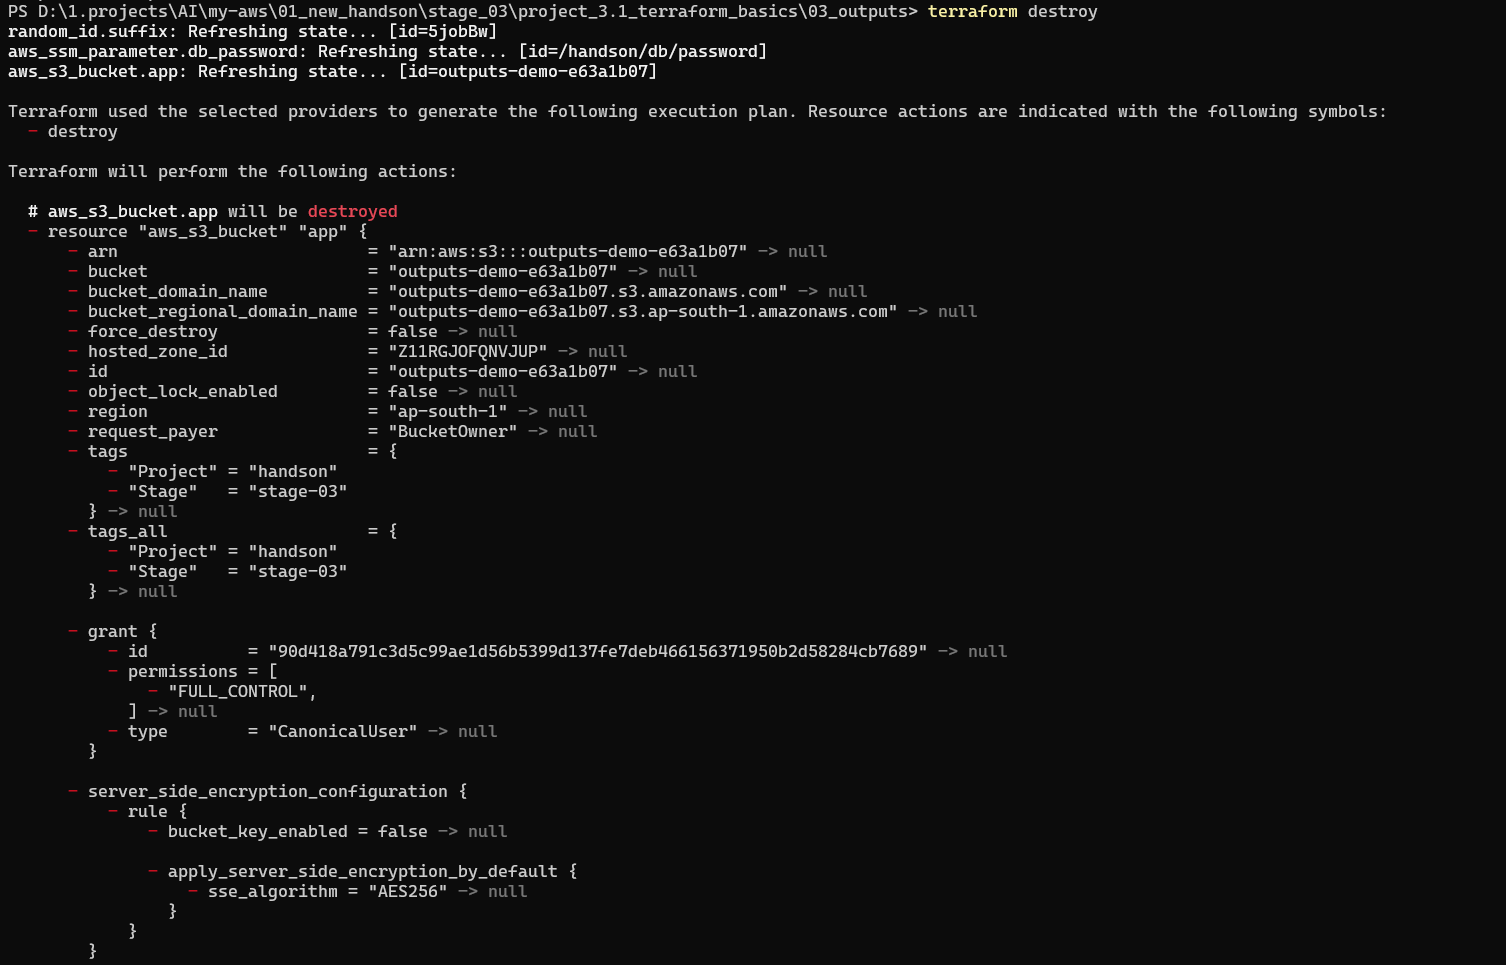 PS D:\1.projects\AI\my-aws\01_new_handson\stage_03\project_3.1_terraform_basics\03_outputs> terraform destroy
random_id.suffix: Refreshing state... [id=5jobBw]
aws_ssm_parameter.db_password: Refreshing state... [id=/handson/db/password]
aws_s3_bucket.app: Refreshing state... [id=outputs-demo-e63a1b07]

Terraform used the selected providers to generate the following execution plan. Resource actions are indicated with the following symbols:
  - destroy

Terraform will perform the following actions:

  # aws_s3_bucket.app will be destroyed
  - resource "aws_s3_bucket" "app" {
      - arn                         = "arn:aws:s3:::outputs-demo-e63a1b07" -> null
      - bucket                      = "outputs-demo-e63a1b07" -> null
      - bucket_domain_name          = "outputs-demo-e63a1b07.s3.amazonaws.com" -> null
      - bucket_regional_domain_name = "outputs-demo-e63a1b07.s3.ap-south-1.amazonaws.com" -> null
      - force_destroy               = false -> null
      - hosted_zone_id              = "Z11RGJOFQNVJUP" -> null
      - id                          = "outputs-demo-e63a1b07" -> null
      - object_lock_enabled         = false -> null
      - region                      = "ap-south-1" -> null
      - request_payer               = "BucketOwner" -> null
      - tags                        = {
          - "Project" = "handson"
          - "Stage"   = "stage-03"
        } -> null
      - tags_all                    = {
          - "Project" = "handson"
          - "Stage"   = "stage-03"
        } -> null

      - grant {
          - id          = "90d418a791c3d5c99ae1d56b5399d137fe7deb466156371950b2d58284cb7689" -> null
          - permissions = [
              - "FULL_CONTROL",
            ] -> null
          - type        = "CanonicalUser" -> null
        }

      - server_side_encryption_configuration {
          - rule {
              - bucket_key_enabled = false -> null

              - apply_server_side_encryption_by_default {
                  - sse_algorithm = "AES256" -> null
                }
            }
        }